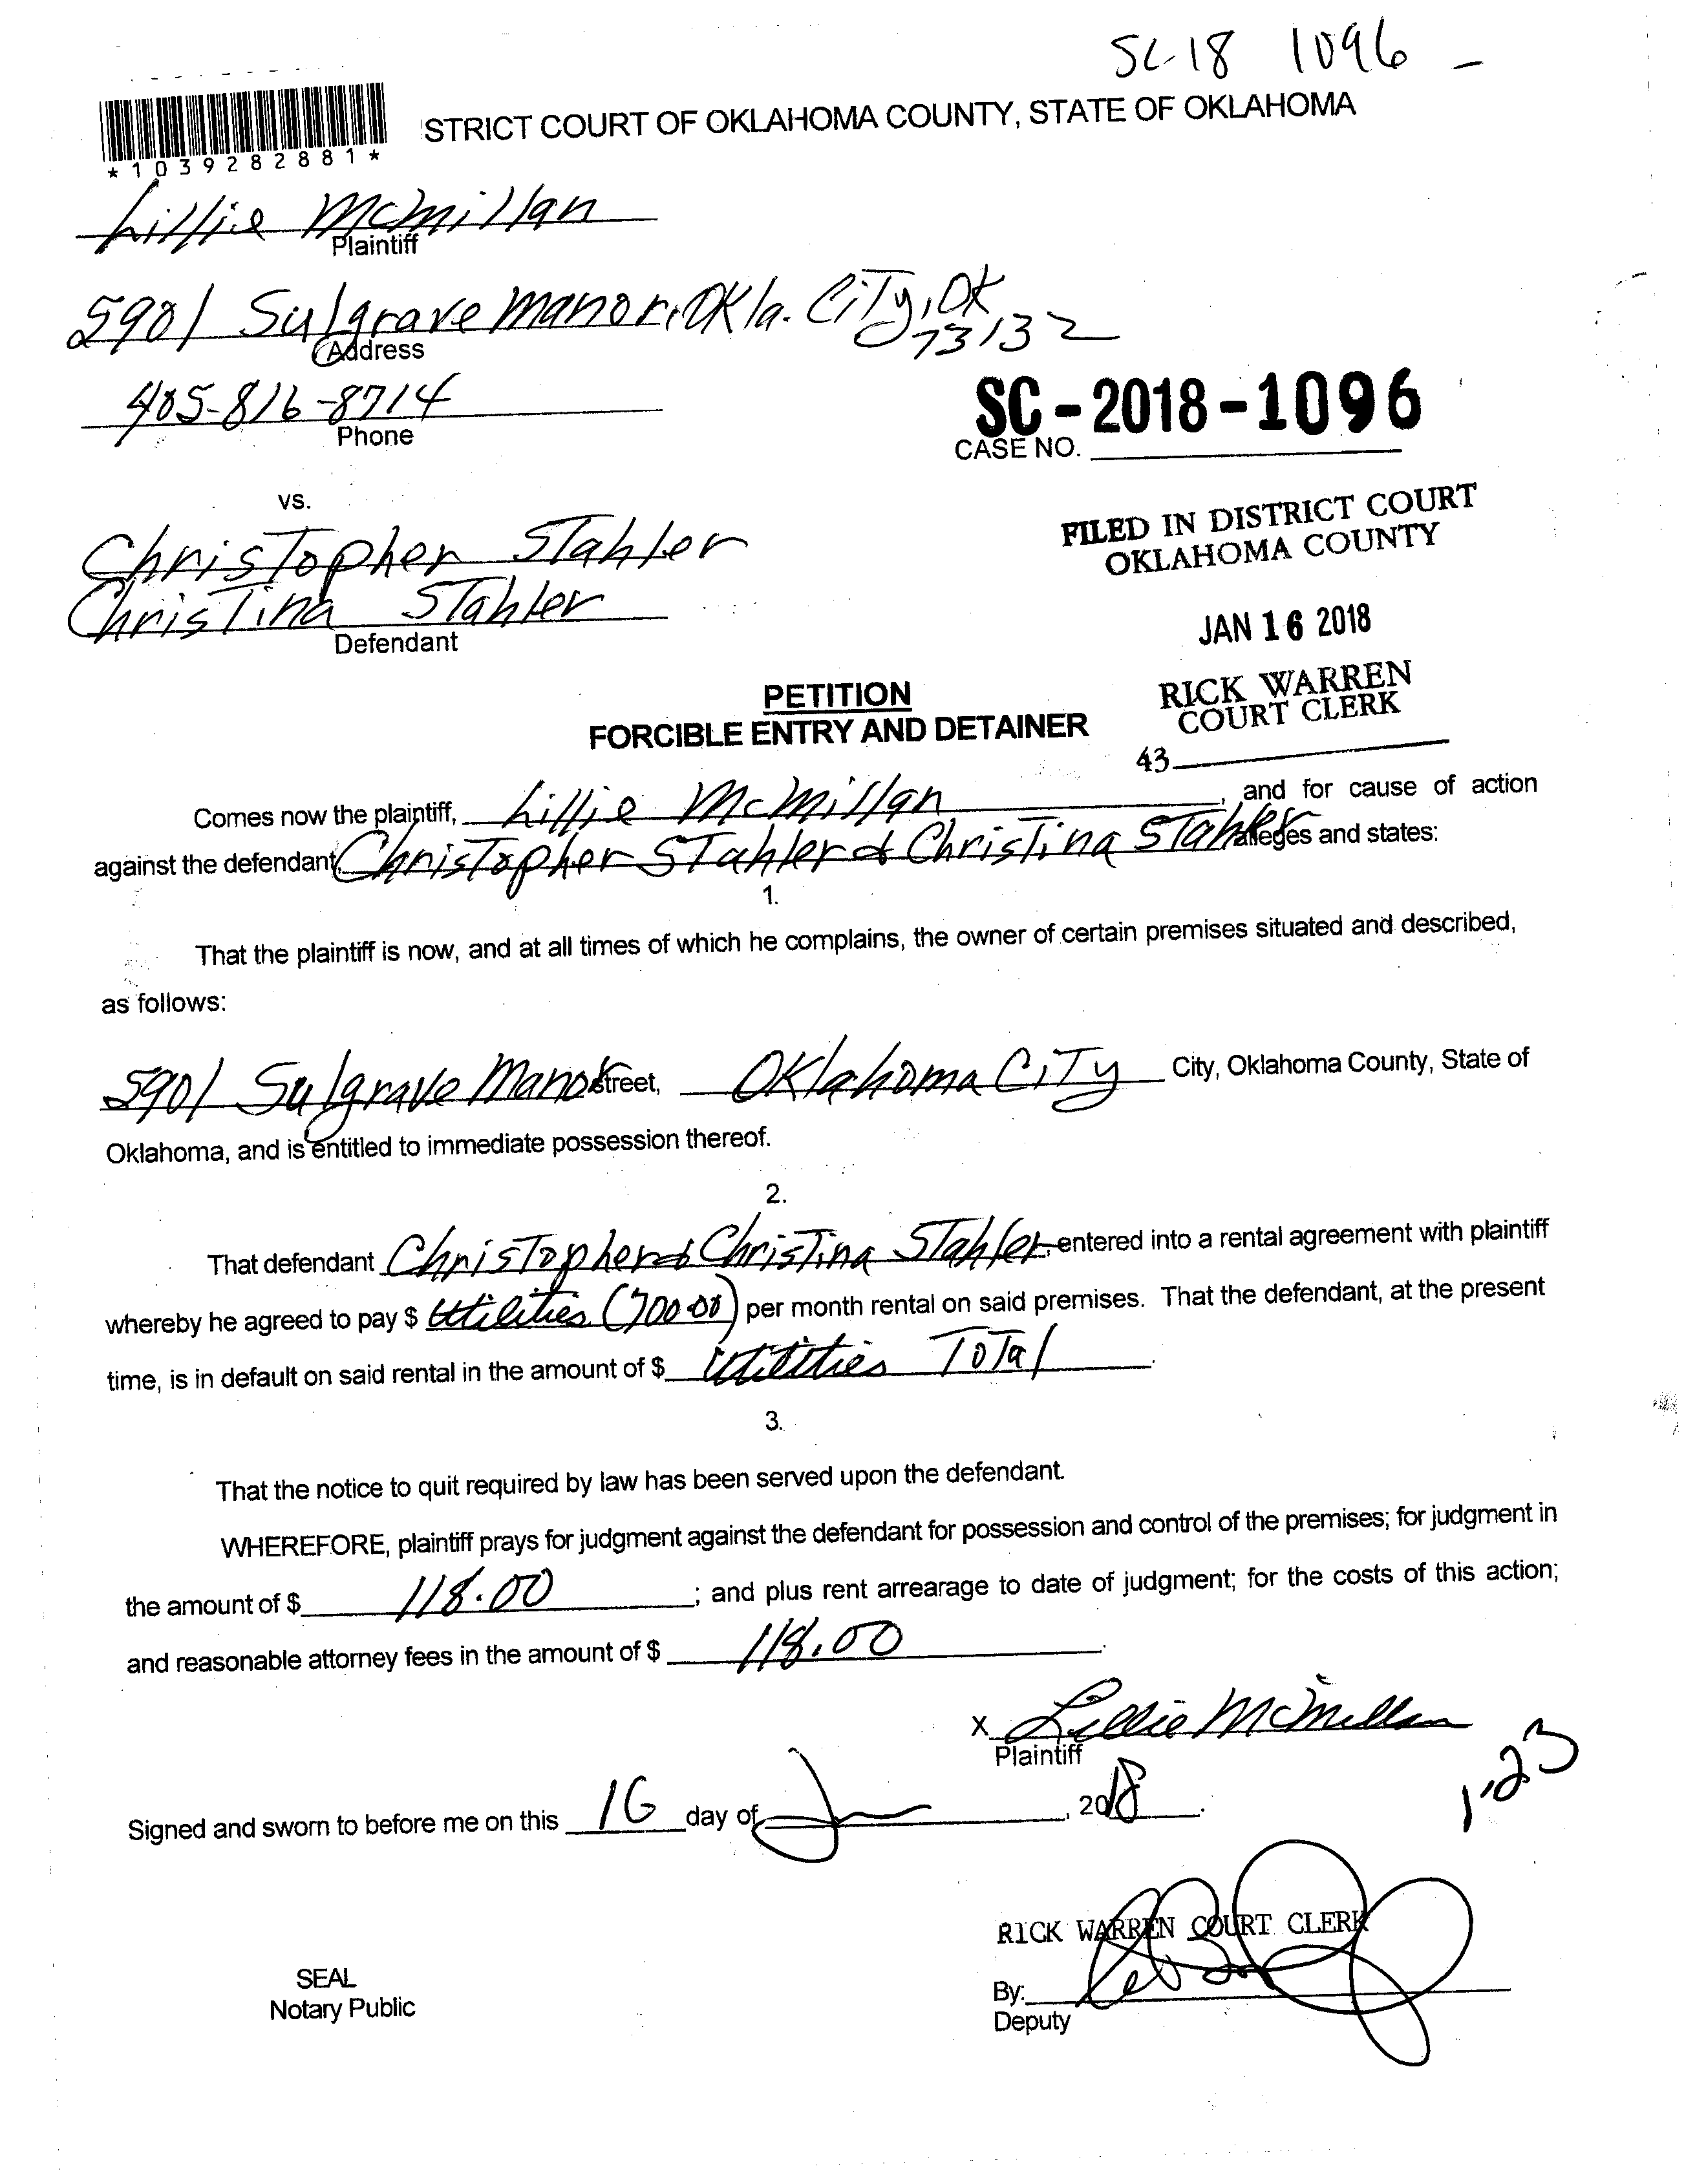 SC-18 1096 -
STRICT COURT OF OKLAHOMA COUNTY, STATE OF OKLAHOMA
*1039282881*
Lillie McMillan
Plaintiff
5901 Sulgrave Manor, Okla. City, OK
73132
Address
405-816-8714
Phone
SC-2018-1096
CASE NO.
vs.
Christopher Stahler
Christina Stahler
Defendant
FILED IN DISTRICT COURT
OKLAHOMA COUNTY
JAN 16 2018
RICK WARREN
COURT CLERK
43
PETITION
FORCIBLE ENTRY AND DETAINER
Comes now the plaintiff, Lillie McMillan, and for cause of action
against the defendant, Christopher Stahler & Christina Stahler alleges and states:
1.
That the plaintiff is now, and at all times of which he complains, the owner of certain premises situated and described,
as follows:
5901 Sulgrave Manor Street, Oklahoma City City, Oklahoma County, State of
Oklahoma, and is entitled to immediate possession thereof.
2.
That defendant Christopher & Christina Stahler, entered into a rental agreement with plaintiff
whereby he agreed to pay $ Utilities (700.00) per month rental on said premises. That the defendant, at the present
time, is in default on said rental in the amount of $ Utilities Total.
3.
That the notice to quit required by law has been served upon the defendant.
WHEREFORE, plaintiff prays for judgment against the defendant for possession and control of the premises; for judgment in
the amount of $ 118.00; and plus rent arrearage to date of judgment; for the costs of this action;
and reasonable attorney fees in the amount of $ 118.00.
X Lillie McMillan
Plaintiff
1.23
Signed and sworn to before me on this 16 day of Jan, 2018.
RICK WARREN COURT CLERK
SEAL
Notary Public
By:
Deputy